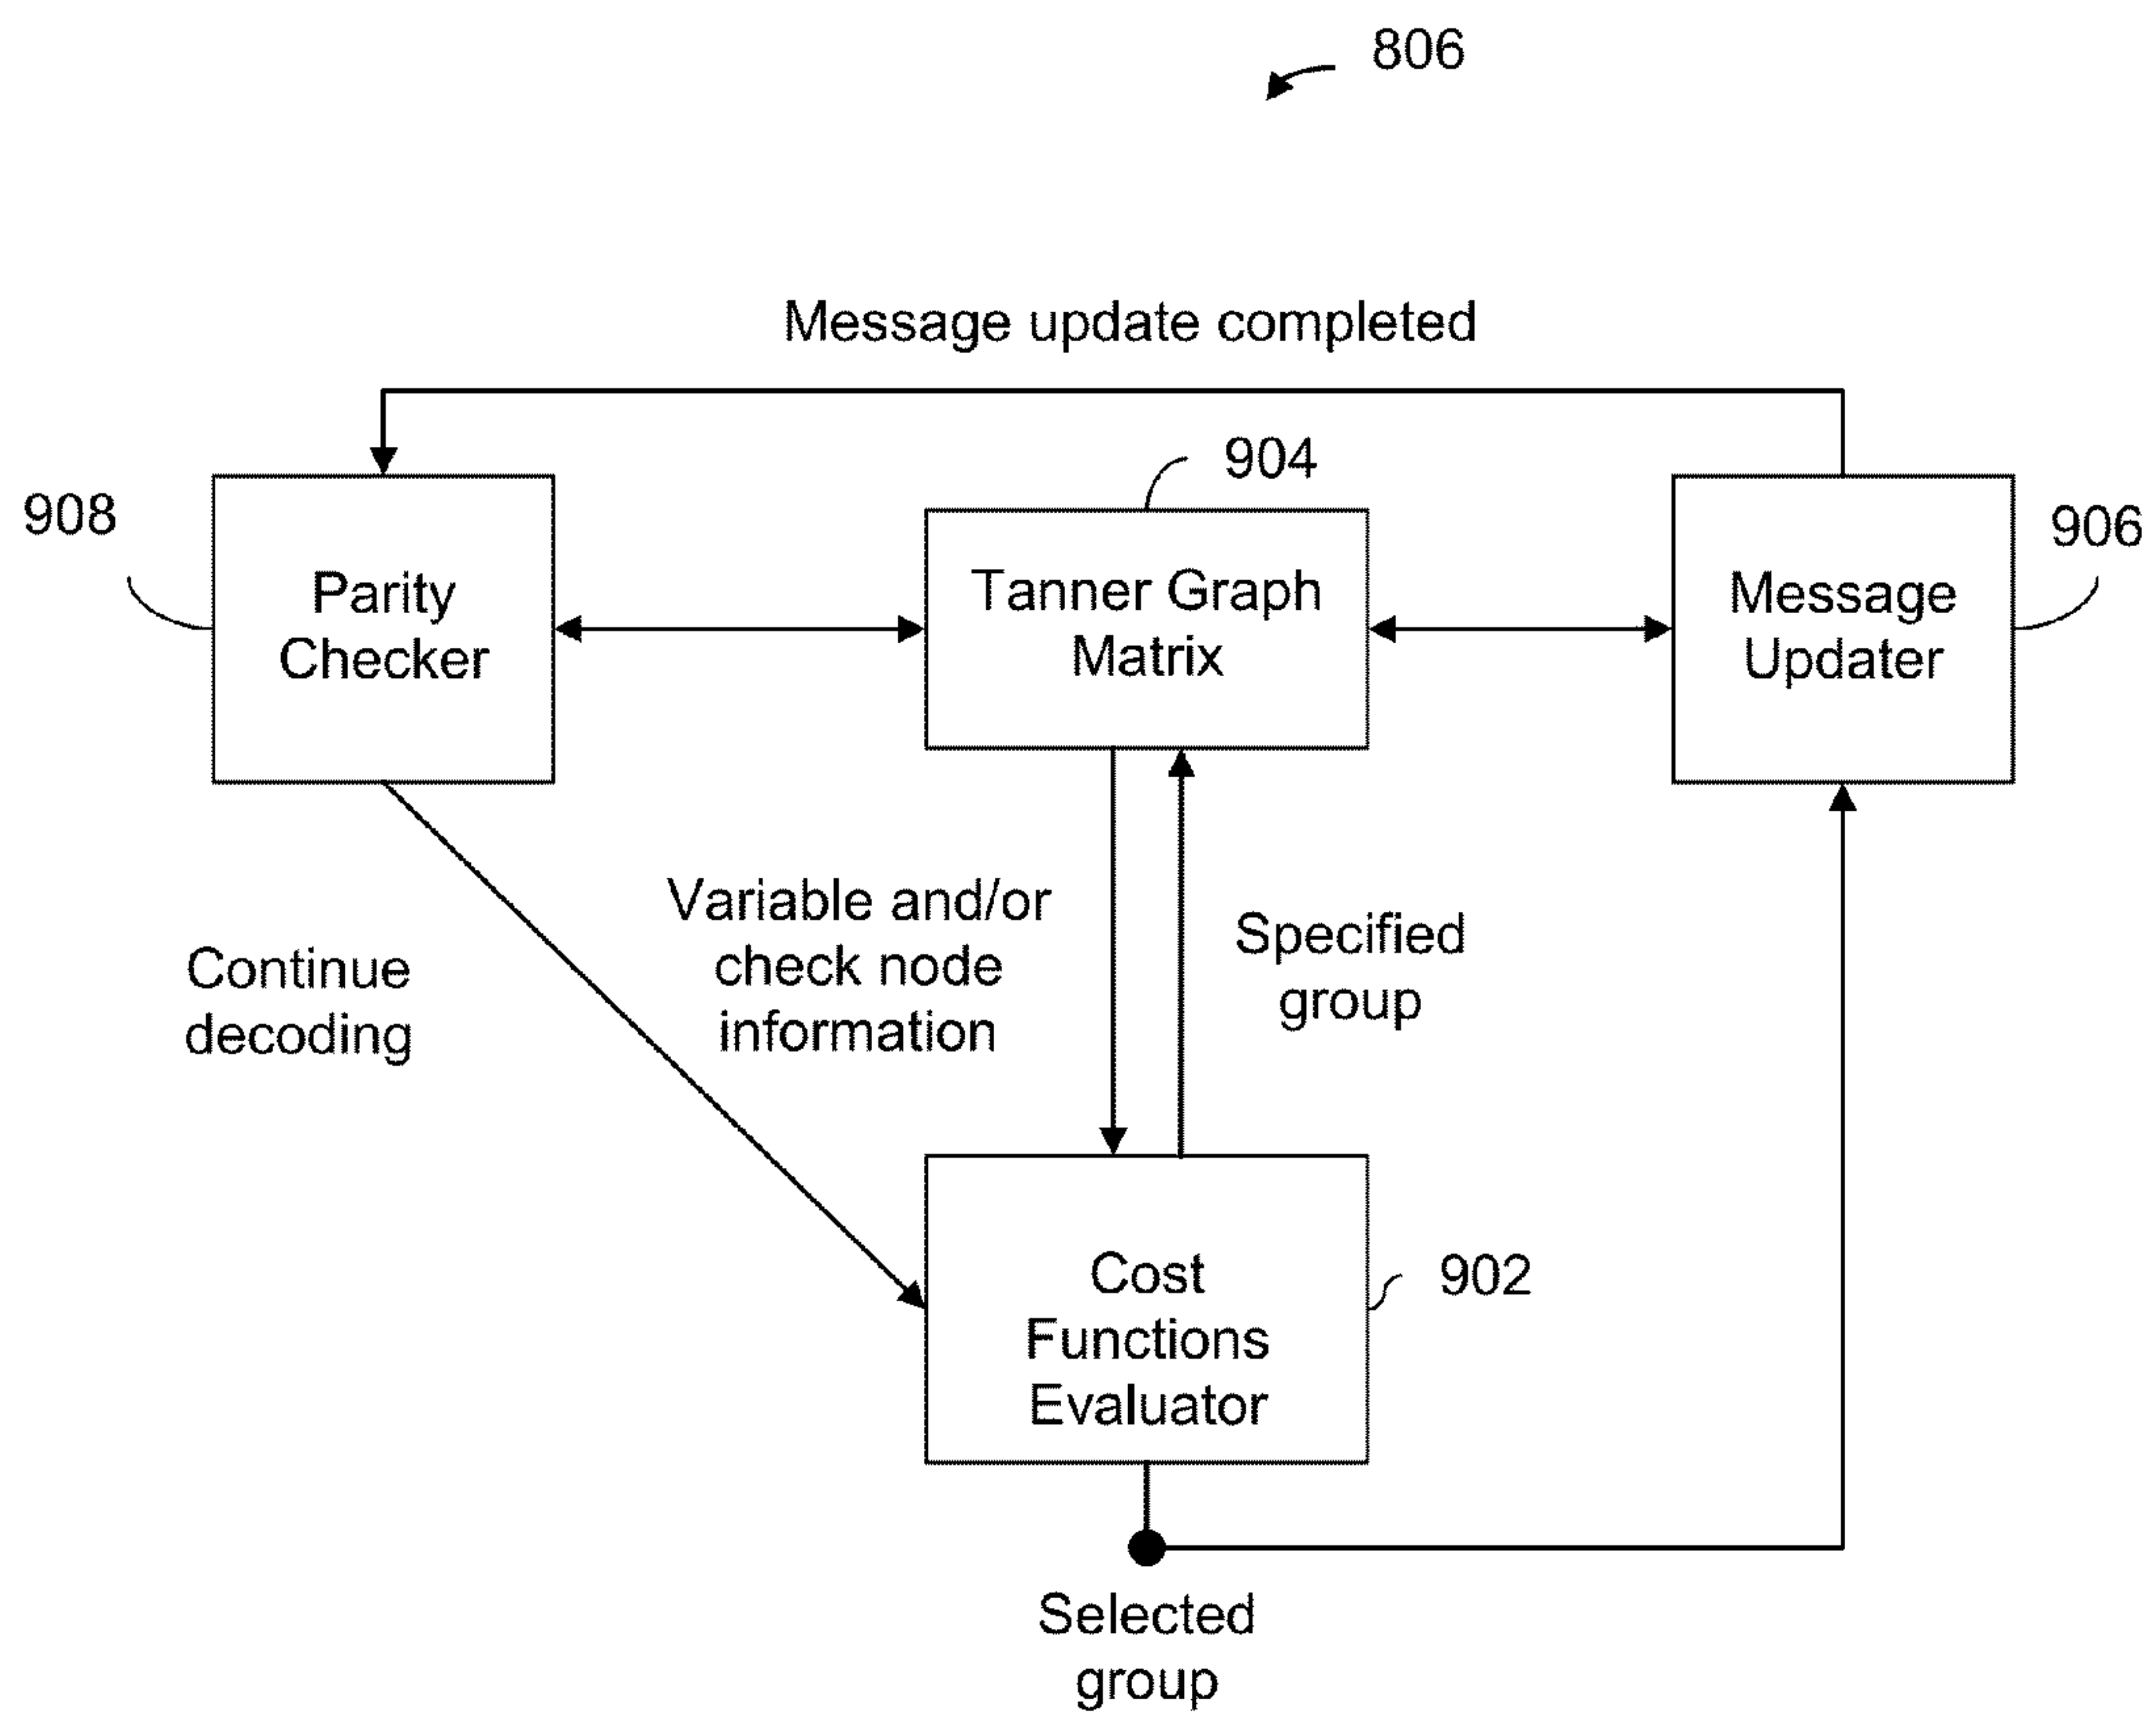 806
Message update completed
904
908
906
Parity
Checker
Tanner Graph
Matrix
Message
Updater
Variable and/or
check node
information
Specified
group
Continue
decoding
Cost
Functions
Evaluator
902
Selected
group